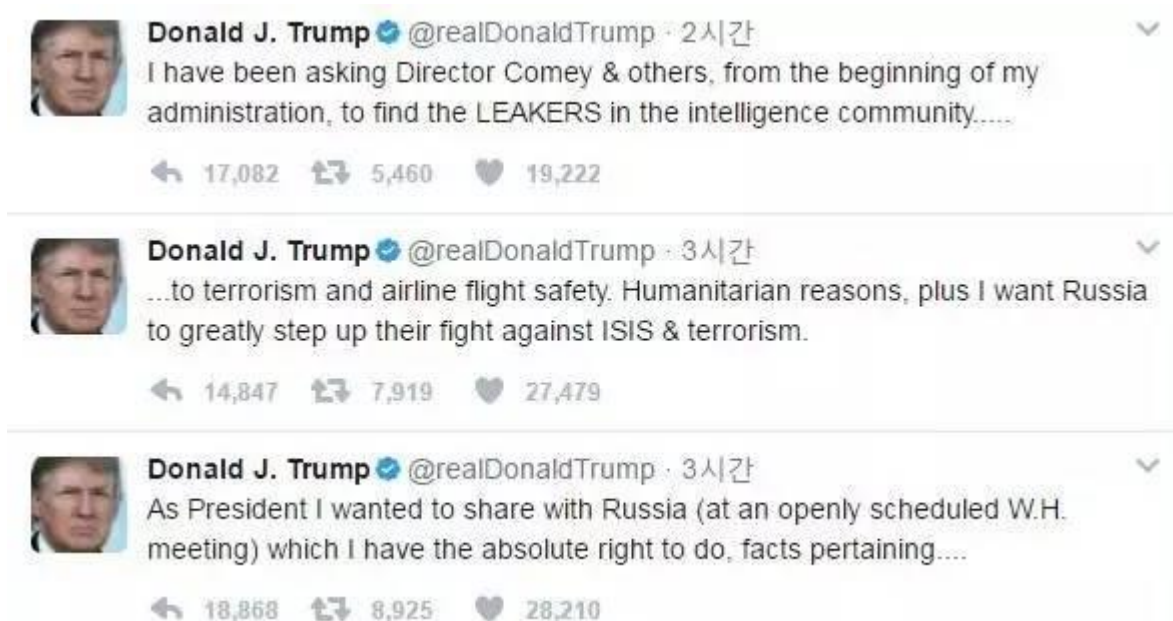 Donald J. Trump @realDonaldTrump · 2시간
I have been asking Director Comey & others, from the beginning of my
administration, to find the LEAKERS in the intelligence community.....
17,082 5,460 19,222
Donald J. Trump @realDonaldTrump · 3시간
...to terrorism and airline flight safety. Humanitarian reasons, plus I want Russia
to greatly step up their fight against ISIS & terrorism.
14,847 7,919 27,479
Donald J. Trump @realDonaldTrump · 3시간
As President I wanted to share with Russia (at an openly scheduled W.H.
meeting) which I have the absolute right to do, facts pertaining....
18,868 8,925 28,210